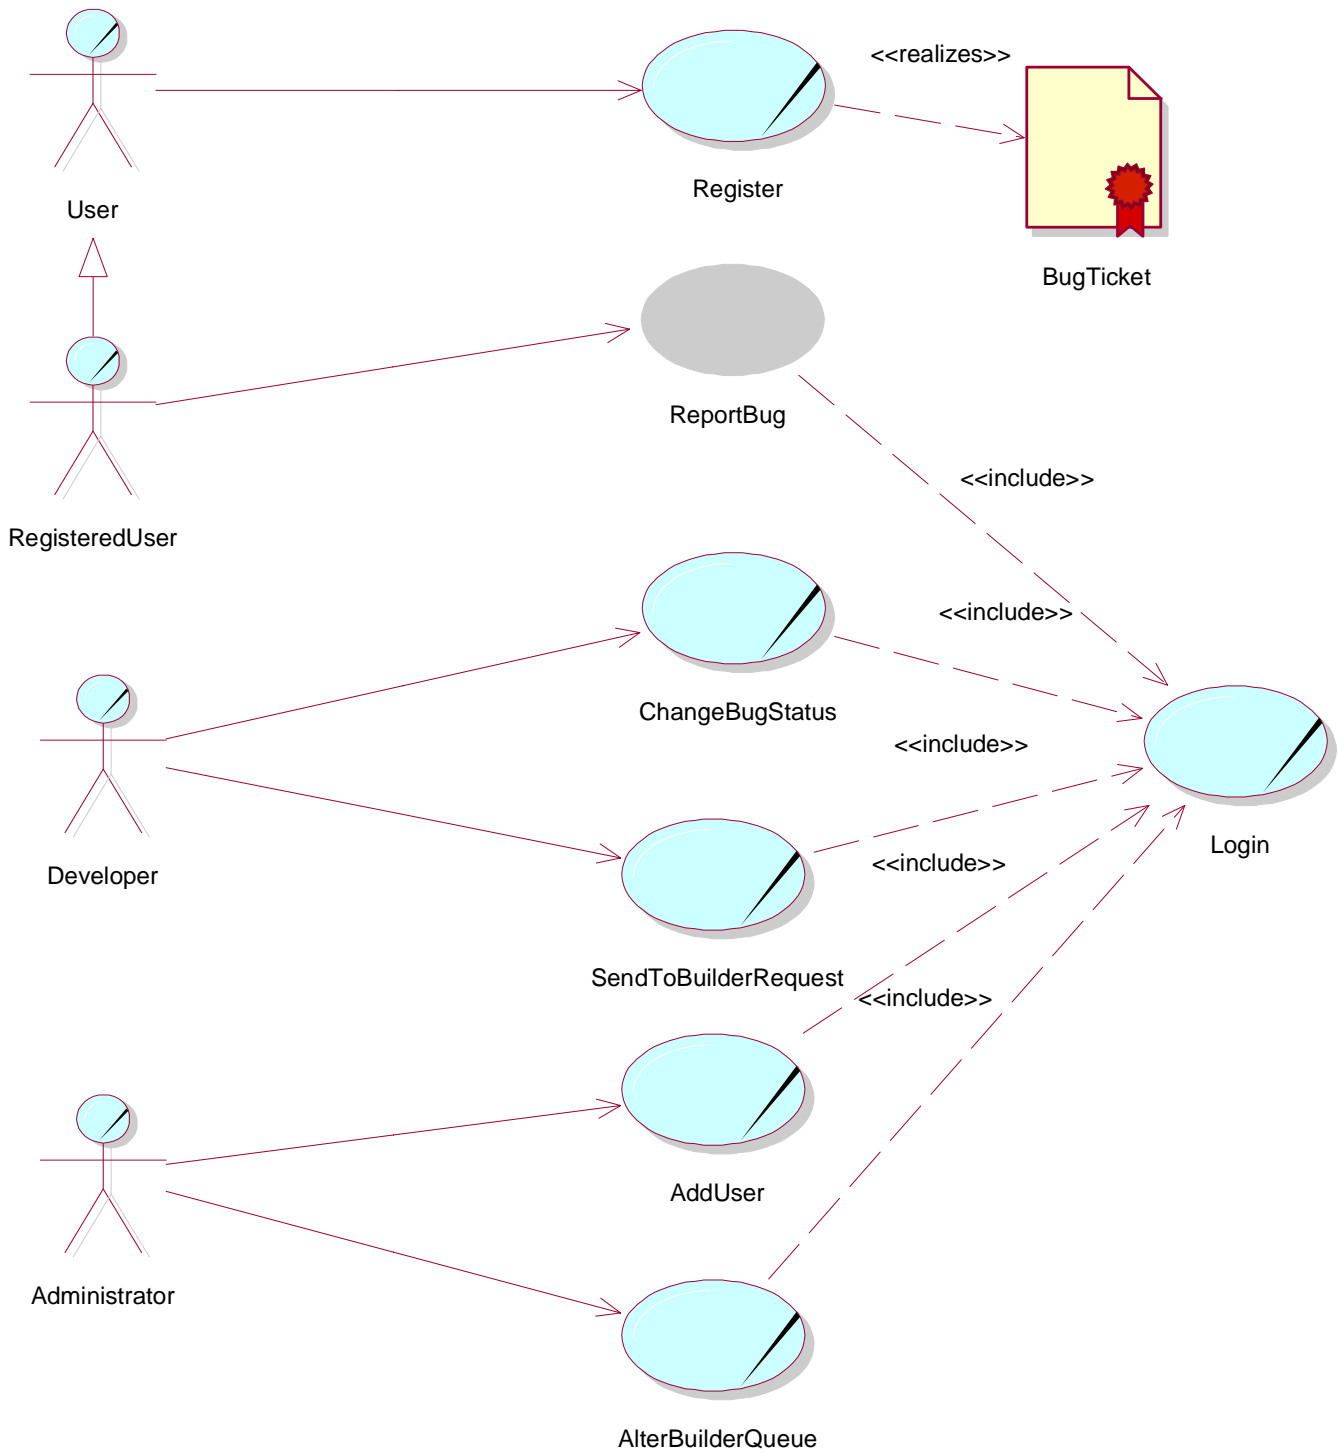 <<realizes>>
Register
User
BugTicket
ReportBug
<<include>>
RegisteredUser
<<include>>
ChangeBugStatus
<<include>>
Login
<<include>>
Developer
SendToBuilderRequest
<<include>>
AddUser
Administrator
AlterBuilderQueue